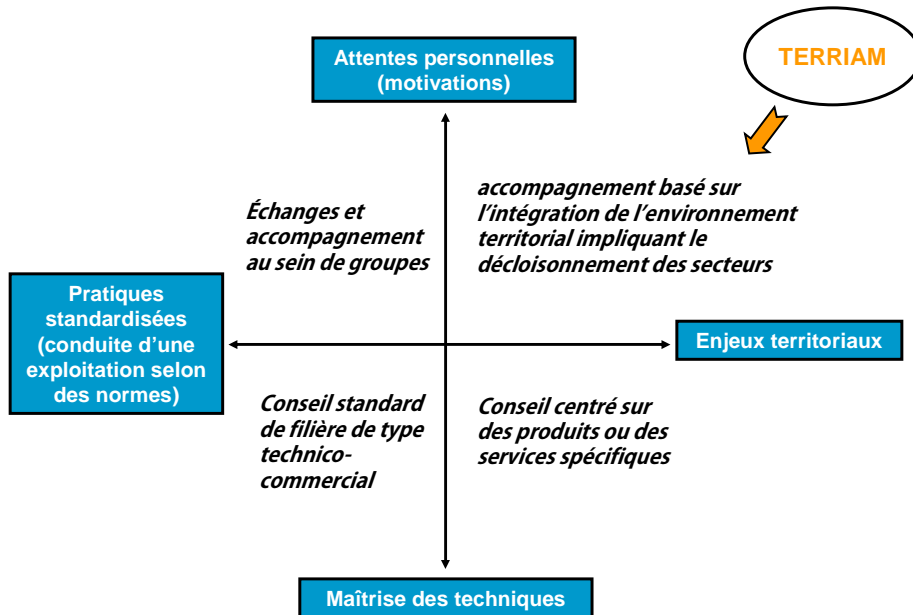 Attentes personnelles
(motivations)
TERRIAM
Échanges et
accompagnement
au sein de groupes
accompagnement basé sur
l'intégration de l'environnement
territorial impliquant le
décloisonnement des secteurs
Pratiques
standardisées
(conduite d'une
exploitation selon
des normes)
Enjeux territoriaux
Conseil standard
de filière de type
technico-
commercial
Conseil centré sur
des produits ou des
services spécifiques
Maîtrise des techniques